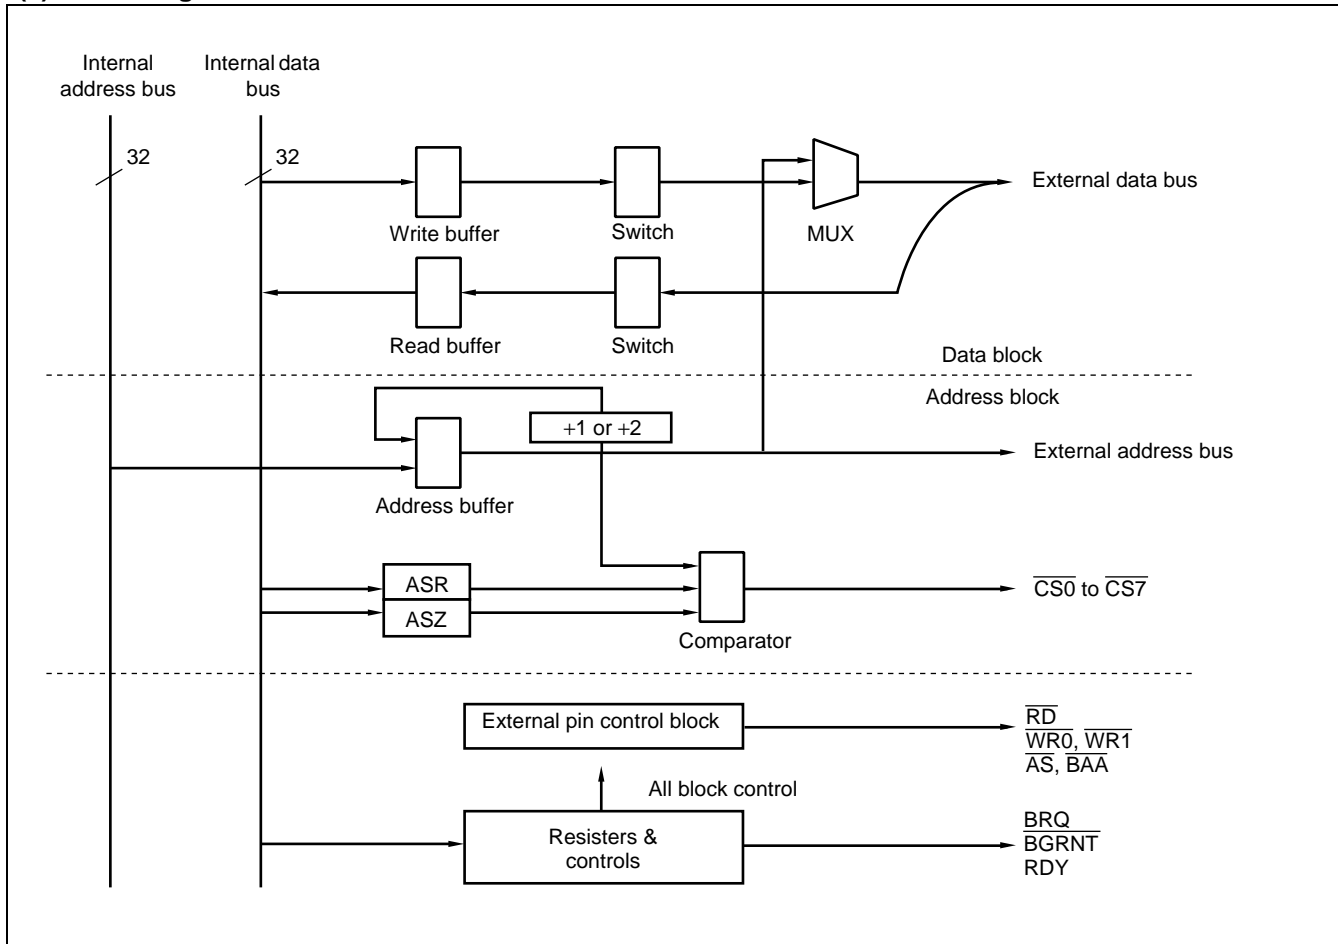 Internal
address bus
Internal data
bus
32
32
External data bus
Write buffer
Switch
MUX
Read buffer
Switch
Data block
Address block
+1 or +2
External address bus
Address buffer
ASR
ASZ
CS0 to CS7
Comparator
External pin control block
RD
WR0, WR1
AS, BAA
All block control
Resisters &
controls
BRQ
BGRNT
RDY